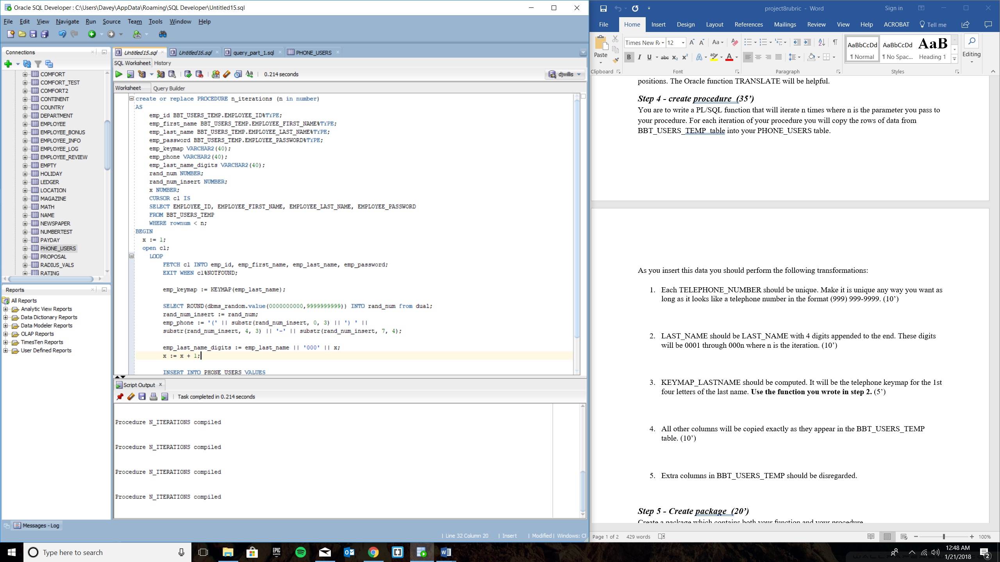 Oracle SQL Developer : C:\Users\Davey\AppData\Roaming\SQL Developer\Untitled15.sql
File Edit View Navigate Run Source Team Tools Window Help
Connections
COMFORT
COMFORT_TEST
COMFORT2
CONTINENT
COUNTRY
DEPARTMENT
EMPLOYEE
EMPLOYEE_BONUS
EMPLOYEE_INFO
EMPLOYEE_LOG
EMPLOYEE_REVIEW
EMPTY
HOLIDAY
LEDGER
LOCATION
MAGAZINE
MATH
NAME
NEWSPAPER
NUMBERTEST
PAYDAY
PHONE_USERS
PROPOSAL
RADIUS_VALS
RATING
Reports
All Reports
Analytic View Reports
Data Dictionary Reports
Data Modeler Reports
OLAP Reports
TimesTen Reports
User Defined Reports
Messages - Log
Untitled15.sql Untitled16.sql query_part_1.sql PHONE_USERS
SQL Worksheet History
0.214 seconds
djwillis
Worksheet Query Builder
create or replace PROCEDURE n_iterations (n in number)
AS
emp_id BBT_USERS_TEMP.EMPLOYEE_ID%TYPE;
emp_first_name BBT_USERS_TEMP.EMPLOYEE_FIRST_NAME%TYPE;
emp_last_name BBT_USERS_TEMP.EMPLOYEE_LAST_NAME%TYPE;
emp_password BBT_USERS_TEMP.EMPLOYEE_PASSWORD%TYPE;
emp_keymap VARCHAR2(40);
emp_phone VARCHAR2(40);
emp_last_name_digits VARCHAR2(40);
rand_num NUMBER;
rand_num_insert NUMBER;
x NUMBER;
CURSOR c1 IS
SELECT EMPLOYEE_ID, EMPLOYEE_FIRST_NAME, EMPLOYEE_LAST_NAME, EMPLOYEE_PASSWORD
FROM BBT_USERS_TEMP
WHERE rownum < n;
BEGIN
x := 1;
open c1;
LOOP
FETCH c1 INTO emp_id, emp_first_name, emp_last_name, emp_password;
EXIT WHEN c1%NOTFOUND;
emp_keymap := KEYMAP(emp_last_name);
SELECT ROUND(dbms_random.value(0000000000,9999999999)) INTO rand_num from dual;
rand_num_insert := rand_num;
emp_phone := '(' || substr(rand_num_insert, 0, 3) || ') ' ||
substr(rand_num_insert, 4, 3) || '-' || substr(rand_num_insert, 7, 4);
emp_last_name_digits := emp_last_name || '000' || x;
x := x + 1;
INSERT INTO PHONE_USERS VALUES
Script Output
Task completed in 0.214 seconds
Procedure N_ITERATIONS compiled
Procedure N_ITERATIONS compiled
Procedure N_ITERATIONS compiled
Procedure N_ITERATIONS compiled
Line 32 Column 20 | Insert | Modified | Windows:
project8rubric - Word
Sign in
File Home Insert Design Layout References Mailings Review View Help ACROBAT Tell me
Paste
Times New R 12
AaBbCcDd AaBbCcDd AaB
¶ Normal ¶ No Spac... Heading 1
Editing
Clipboard Font Paragraph Styles
positions. The Oracle function TRANSLATE will be helpful.
Step 4 - create procedure (35’)
You are to write a PL/SQL function that will iterate n times where n is the parameter you pass to
your procedure. For each iteration of your procedure you will copy the rows of data from
BBT_USERS_TEMP table into your PHONE_USERS table.
As you insert this data you should perform the following transformations:
1. Each TELEPHONE_NUMBER should be unique. Make it is unique any way you want as
long as it looks like a telephone number in the format (999) 999-9999. (10’)
2. LAST_NAME should be LAST_NAME with 4 digits appended to the end. These digits
will be 0001 through 000n where n is the iteration. (10’)
3. KEYMAP_LASTNAME should be computed. It will be the telephone keymap for the 1st
four letters of the last name. Use the function you wrote in step 2. (5’)
4. All other columns will be copied exactly as they appear in the BBT_USERS_TEMP
table. (10’)
5. Extra columns in BBT_USERS_TEMP should be disregarded.
Step 5 - Create package (20’)
Create a package which contains both your function and your procedure
Page 1 of 2 429 words
100%
Type here to search
EPIC GAMES
12:48 AM
1/21/2018
2